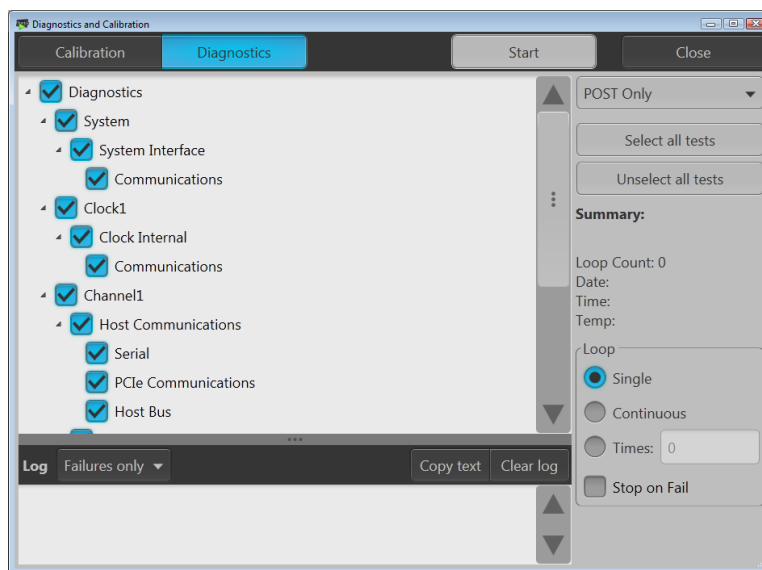 Diagnostics and Calibration
Calibration Diagnostics Start Close
Diagnostics
System
System Interface
Communications
Clock1
Clock Internal
Communications
Channel1
Host Communications
Serial
PCIe Communications
Host Bus
POST Only
Select all tests
Unselect all tests
Summary:
Loop Count: 0
Date:
Time:
Temp:
Loop
Single
Continuous
Times: 0
Stop on Fail
Log Failures only Copy text Clear log